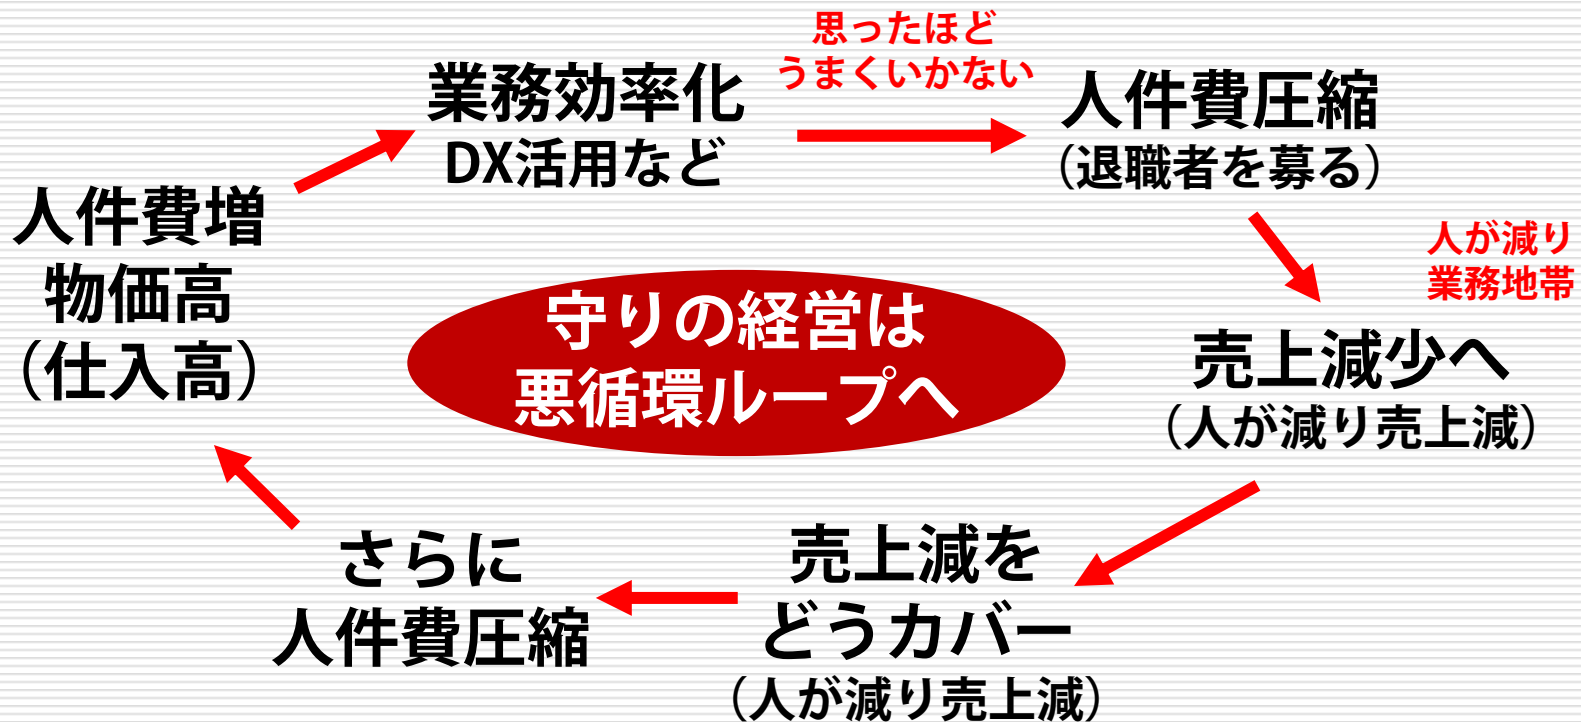 思ったほど
うまくいかない
業務効率化
DX活用など
人件費圧縮
（退職者を募る）
人件費増
物価高
（仕入高）
人が減り
業務地帯
守りの経営は
悪循環ループへ
売上減少へ
（人が減り売上減）
さらに
人件費圧縮
売上減を
どうカバー
（人が減り売上減）